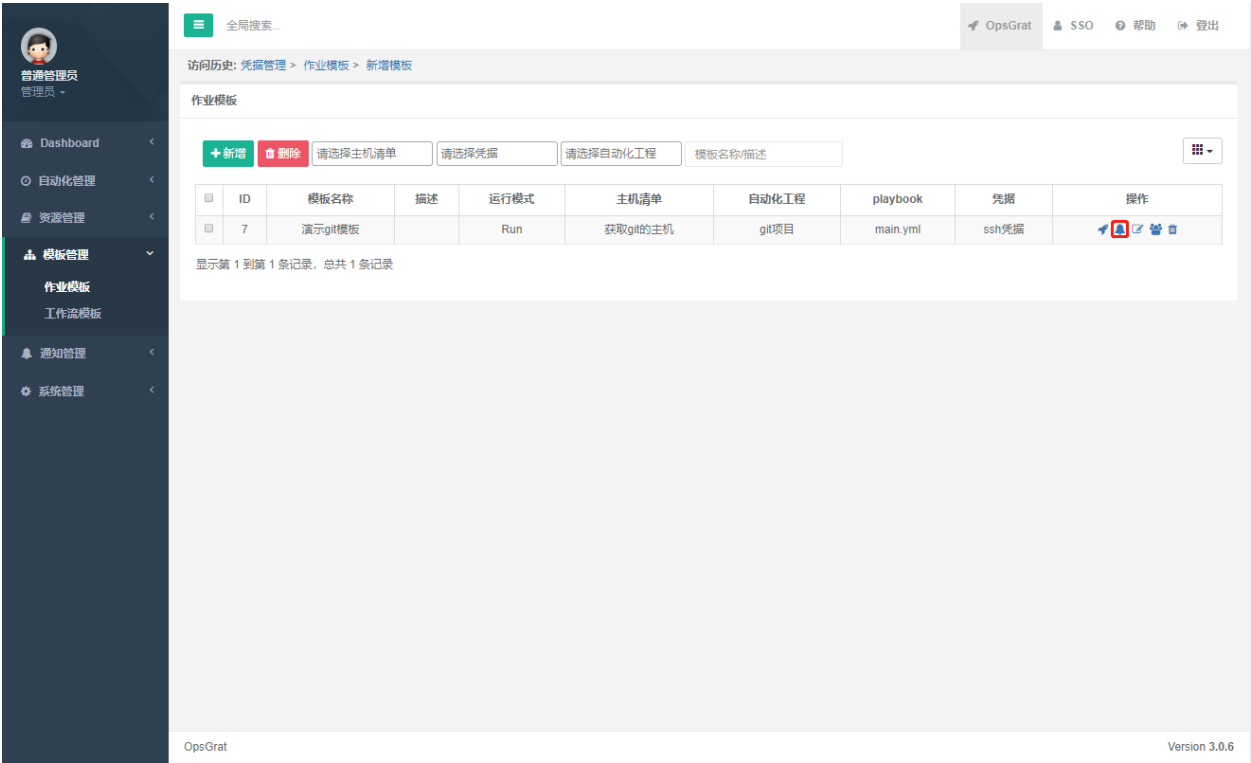 全局搜索...
OpsGrat SSO 帮助 登出
普通管理员
管理员
访问历史: 凭据管理 > 作业模板 > 新增模板
作业模板
Dashboard
自动化管理
资源管理
模板管理
作业模板
工作流模板
通知管理
系统管理
新增 删除 请选择主机清单 请选择凭据 请选择自动化工程 模板名称/描述
ID 模板名称 描述 运行模式 主机清单 自动化工程 playbook 凭据 操作
7 演示git模板 Run 获取git的主机 git项目 main.yml ssh凭据
显示第 1 到第 1 条记录，总共 1 条记录
OpsGrat Version 3.0.6